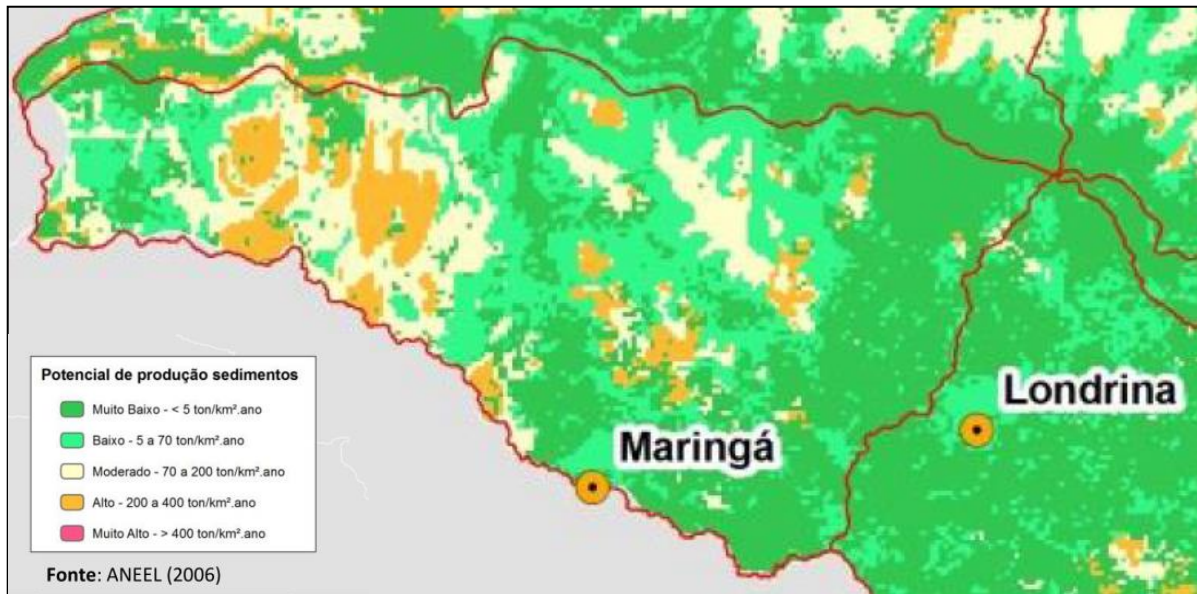 Londrina
Maringá
Potencial de produção sedimentos
Muito Baixo - < 5 ton/km².ano
Baixo - 5 a 70 ton/km².ano
Moderado - 70 a 200 ton/km².ano
Alto - 200 a 400 ton/km².ano
Muito Alto - > 400 ton/km².ano
Fonte: ANEEL (2006)